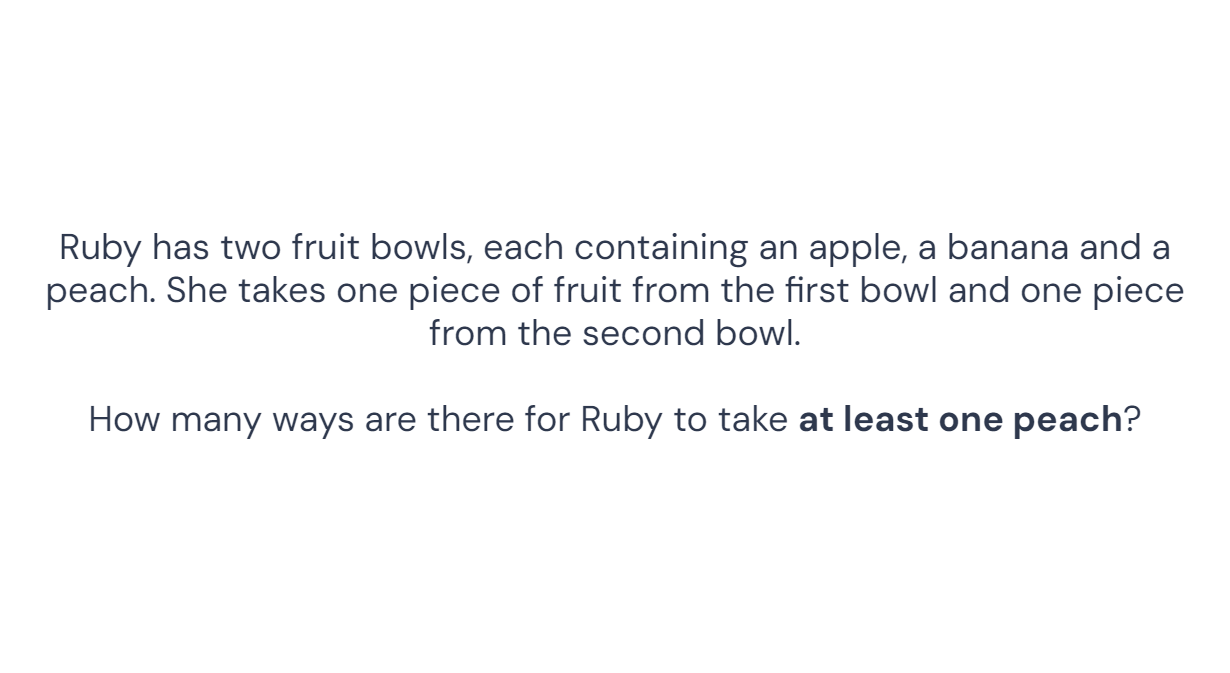 Ruby has two fruit bowls, each containing an apple, a banana and a
peach. She takes one piece of fruit from the first bowl and one piece
from the second bowl.
How many ways are there for Ruby to take at least one peach?